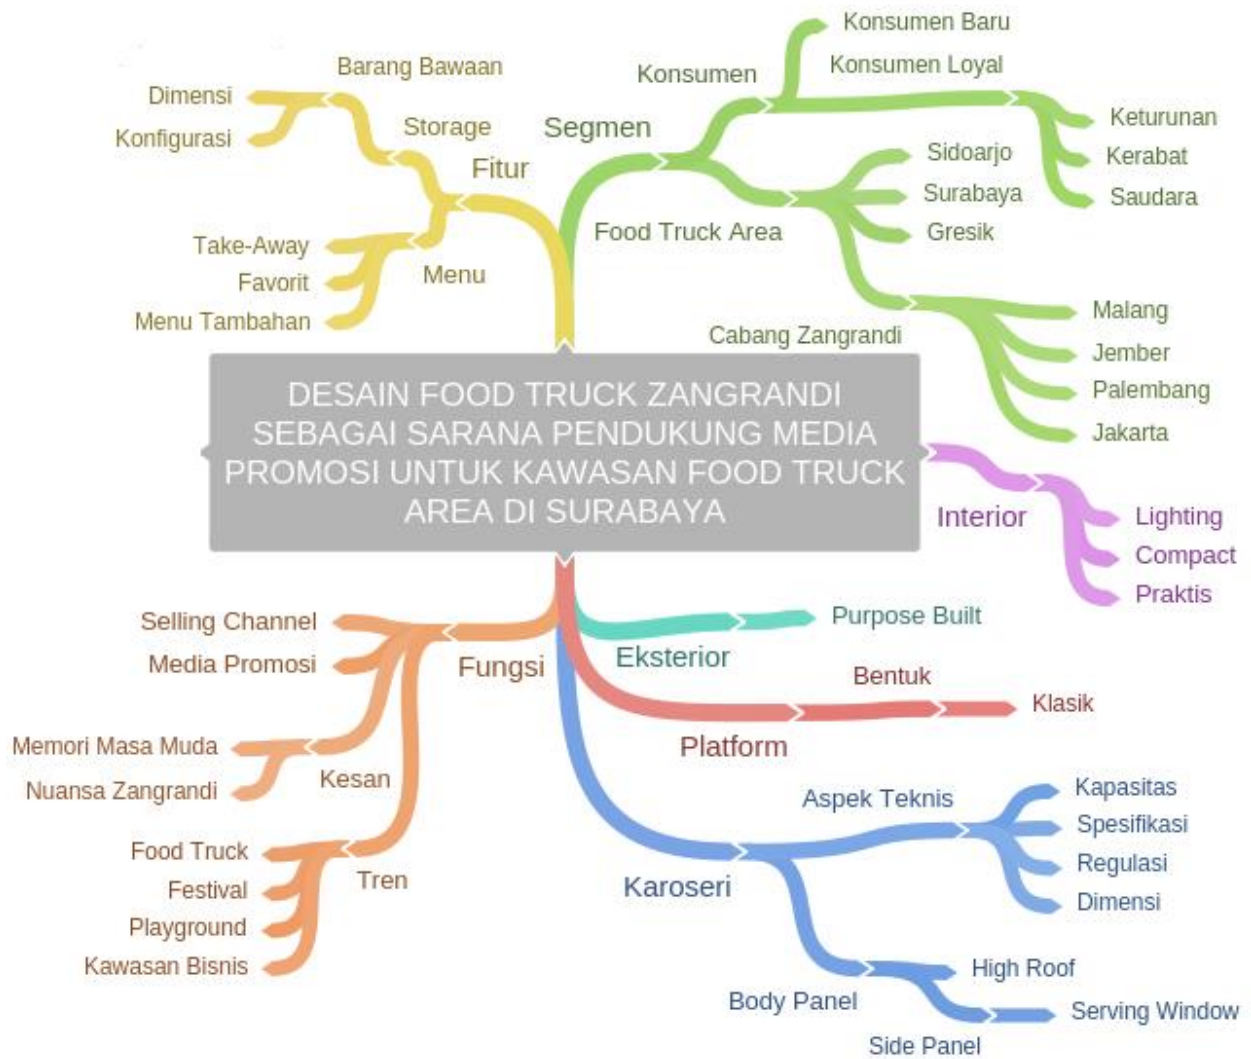 DESAIN FOOD TRUCK ZANGRANDI
SEBAGAI SARANA PENDUKUNG MEDIA
PROMOSI UNTUK KAWASAN FOOD TRUCK
AREA DI SURABAYA
Fitur
Storage
Barang Bawaan
Dimensi
Konfigurasi
Menu
Take-Away
Favorit
Menu Tambahan
Segmen
Konsumen
Konsumen Baru
Konsumen Loyal
Keturunan
Kerabat
Saudara
Food Truck Area
Sidoarjo
Surabaya
Gresik
Cabang Zangrandi
Malang
Jember
Palembang
Jakarta
Interior
Lighting
Compact
Praktis
Eksterior
Purpose Built
Platform
Bentuk
Klasik
Karoseri
Aspek Teknis
Kapasitas
Spesifikasi
Regulasi
Dimensi
Body Panel
High Roof
Side Panel
Serving Window
Fungsi
Selling Channel
Media Promosi
Kesan
Memori Masa Muda
Nuansa Zangrandi
Tren
Food Truck
Festival
Playground
Kawasan Bisnis